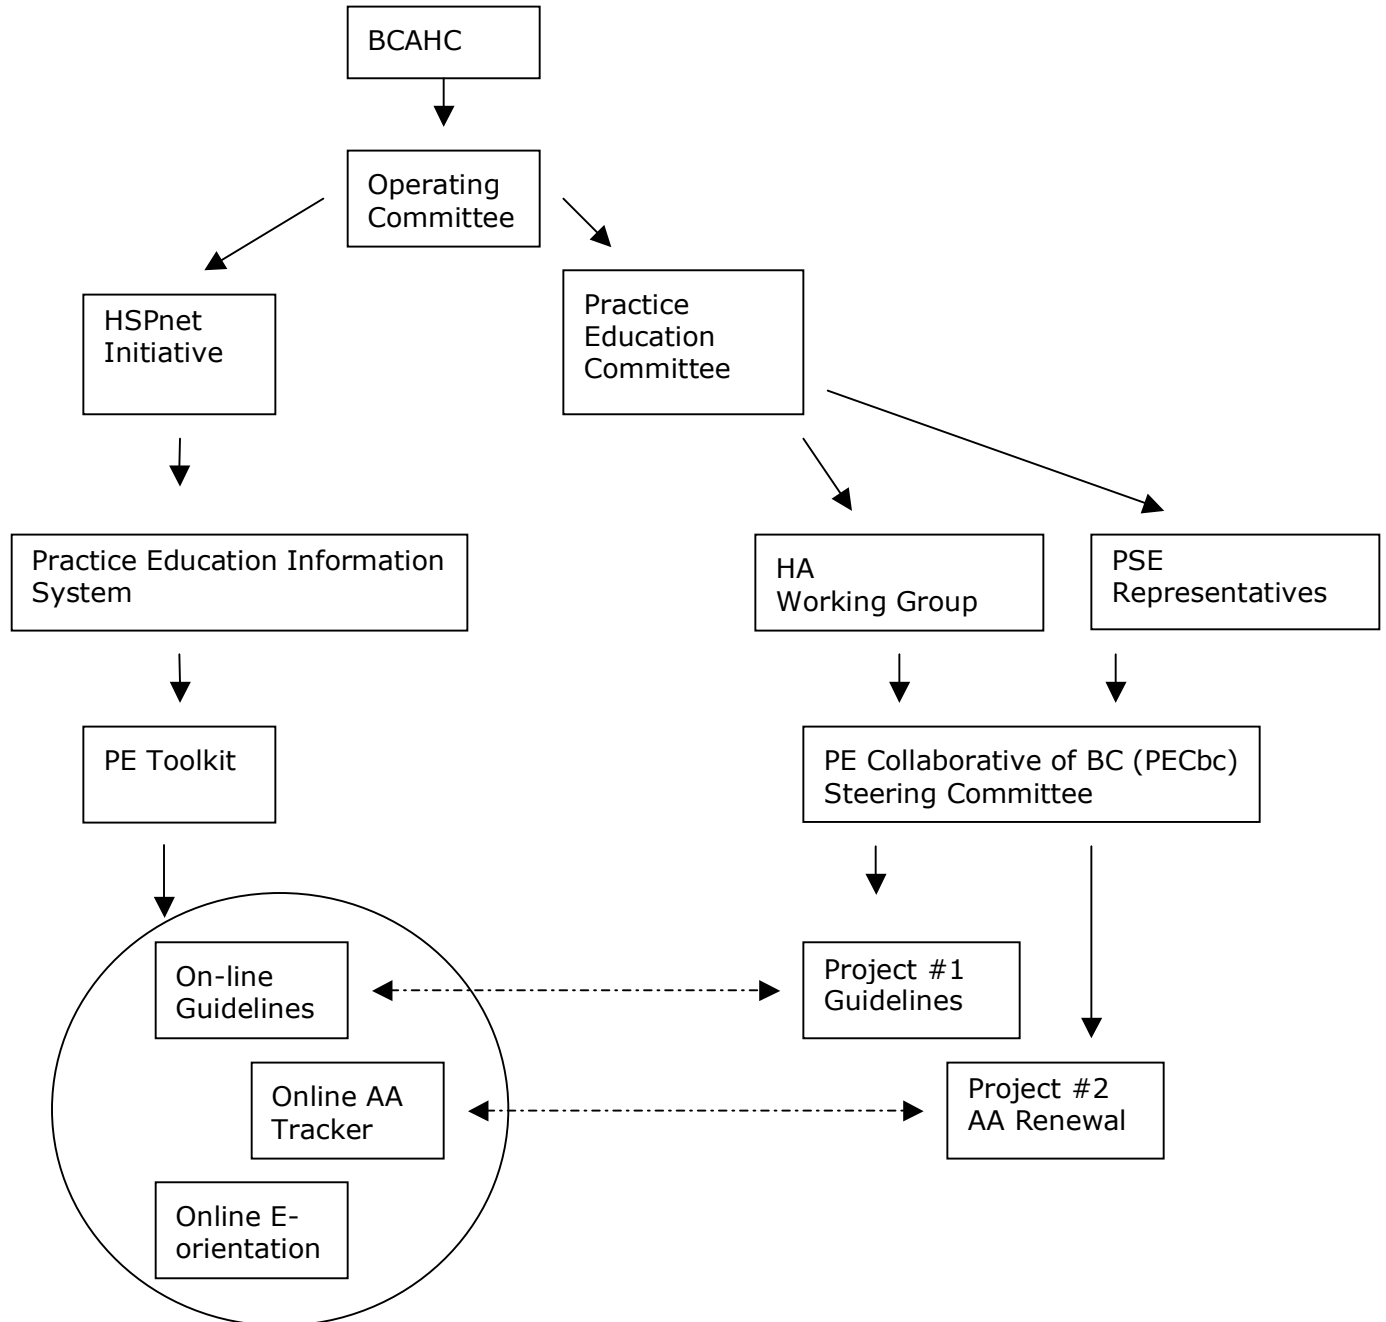 BCAHC
Operating
Committee
HSPnet
Initiative
Practice
Education
Committee
Practice Education Information
System
HA
Working Group
PSE
Representatives
PE Toolkit
PE Collaborative of BC (PECbc)
Steering Committee
On-line
Guidelines
Project #1
Guidelines
Online AA
Tracker
Project #2
AA Renewal
Online E-
orientation